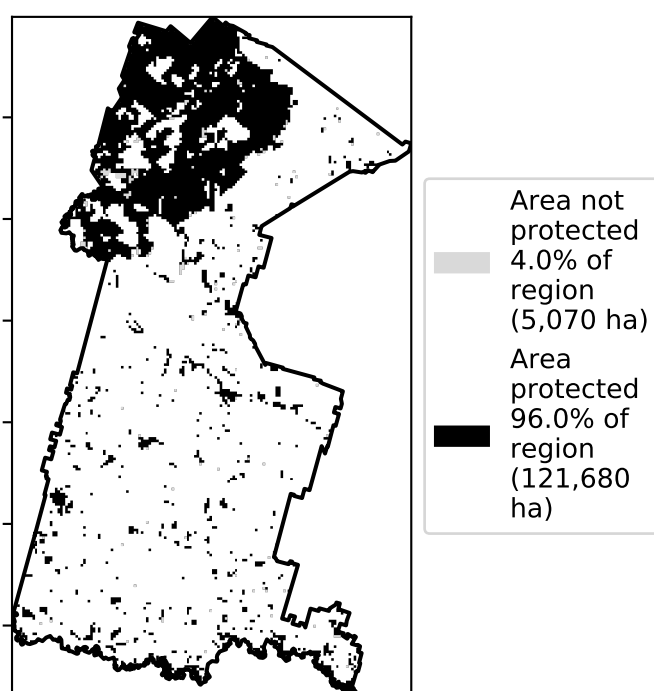 Area not
protected
4.0% of
region
(5,070 ha)
Area
protected
96.0% of
region
(121,680
ha)